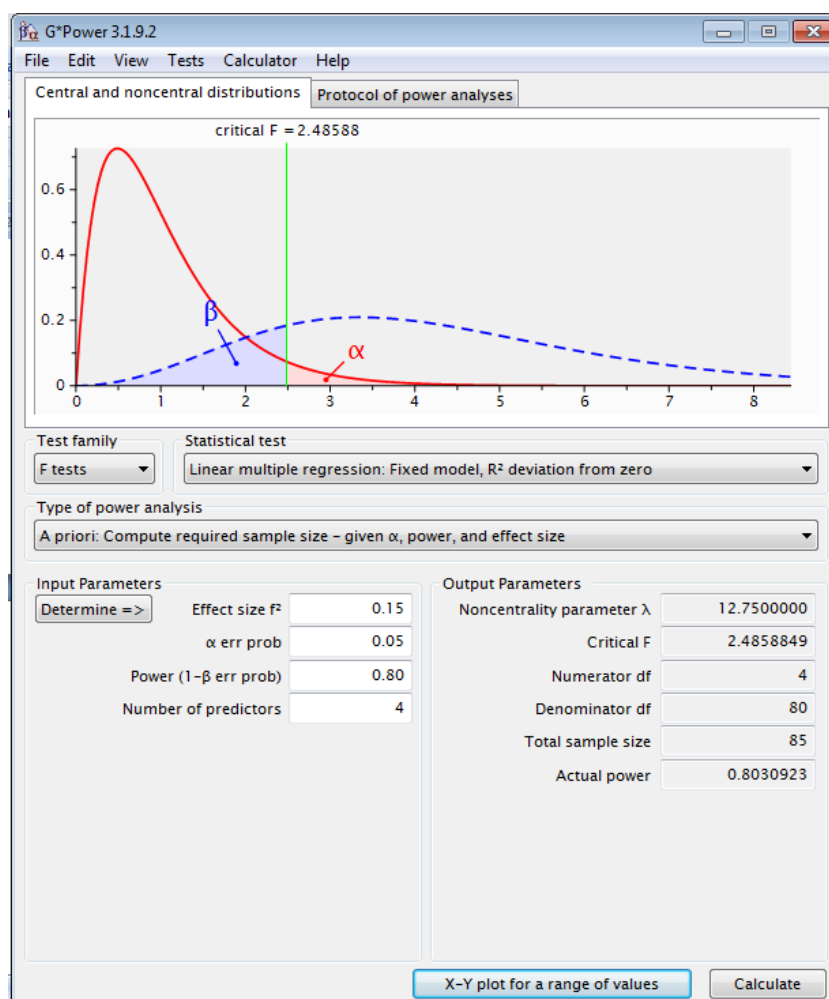 βα G*Power 3.1.9.2
File Edit View Tests Calculator Help
Central and noncentral distributions Protocol of power analyses
critical F = 2.48588
0.6
0.4
0.2
0
β
α
0 1 2 3 4 5 6 7 8
Test family
F tests
Statistical test
Linear multiple regression: Fixed model, R² deviation from zero
Type of power analysis
A priori: Compute required sample size – given α, power, and effect size
Input Parameters
Determine =>
Effect size f² 0.15
α err prob 0.05
Power (1-β err prob) 0.80
Number of predictors 4
Output Parameters
Noncentrality parameter λ 12.7500000
Critical F 2.4858849
Numerator df 4
Denominator df 80
Total sample size 85
Actual power 0.8030923
X-Y plot for a range of values Calculate